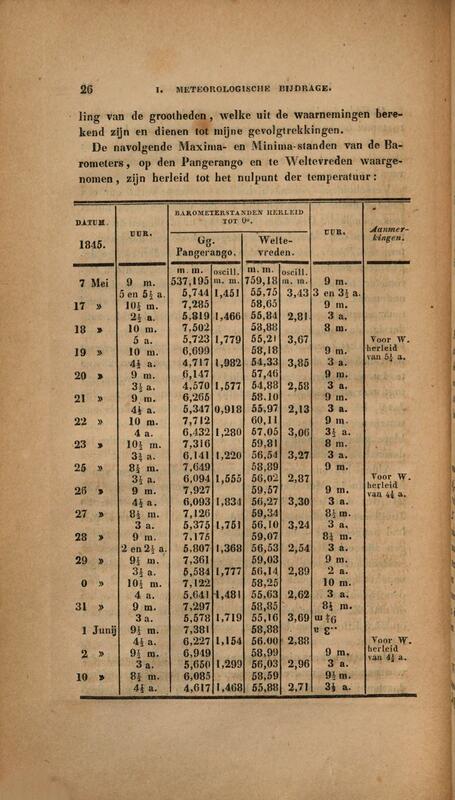 26 I. METEOROLOGISCHE BIJDRAGE.
ling van de grootheden, welke uit de waarnemingen bere-
kend zijn en dienen tot mijne gevolgtrekkingen.
De navolgende Maxima- en Minima-standen van de Ba-
rometers, op den Pangerango en te Weltevreden waarge-
nomen, zijn herleid tot het nulpunt der temperatuur:
DATUM. 1845. UUR. BAROMETERSTANDEN HERLEID TOT 0°. UUR. Aanmer-kingen.
Gg. Pangerango. Welte-vreden.
m. m. oscill. m. m. m. m. oscill. m. m.
7 Mei 9 m. 537,195 759,18 9 m.
5 en 5½ a. 5,744 1,451 55,75 3,43 3 en 3½ a.
17 » 10½ m. 7,285 58,65 9 m.
2½ a. 5,819 1,466 55,84 2,81 3 a.
18 » 10 m. 7,502 58,88 8 m.
5 a. 5,723 1,779 55,21 3,67 Voor W.
19 » 10 m. 6,699 58,18 9 m. herleid
4½ a. 4,717 1,982 54,33 3,85 3 a. van 5½ a.
20 » 9 m. 6,147 57,46 9 m.
3½ a. 4,570 1,577 54,88 2,58 3 a.
21 » 9 m. 6,265 58,10 9 m.
4½ a. 5,347 0,918 55,97 2,13 3 a.
22 » 10 m. 7,712 60,11 9 m.
4 a. 6,432 1,280 57,05 3,06 3½ a.
23 » 10½ m. 7,316 59,81 8 m.
3¾ a. 6,141 1,220 56,54 3,27 3 a.
25 » 8½ m. 7,649 58,89 9 m.
3½ a. 6,094 1,555 56,02 2,87 Voor W.
26 » 9 m. 7,927 59,57 9 m. herleid
4½ a. 6,093 1,834 56,27 3,30 3 a. van 4½ a.
27 » 8½ m. 7,126 59,34 8½ m.
3 a. 5,375 1,751 56,10 3,24 3 a.
28 » 9 m. 7,175 59,07 8½ m.
2 en 2½ a. 5,807 1,368 56,53 2,54 3 a.
29 » 9½ m. 7,361 59,03 9 m.
3½ a. 5,584 1,777 56,14 2,89 2 a.
0 » 10 m. 7,122 58,25 10 m.
4 a. 5,641 1,481 55,63 2,62 3 a.
31 » 9 m. 7,297 58,85 8½ m.
3 a. 5,578 1,719 55,16 3,69
1 Junij 9½ m. 7,381 58,88
4½ a. 6,227 1,154 56.00 2,88 Voor W.
2 » 9½ m. 6,949 58,99 9 m. herleid
3 a. 5,650 1,299 56,03 2,96 3 a. van 4½ a.
10 » 8½ m. 6,085 58,59 9½ m.
4½ a. 4,617 1,468 55,88 2,71 3½ a.